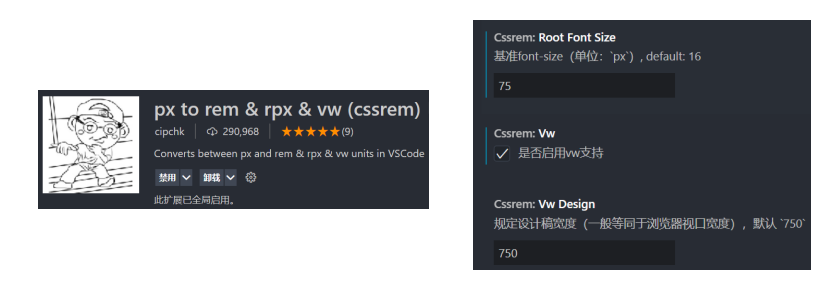 px to rem & rpx & vw (cssrem)
cipchk 290,968 ★★★★★(9)
Converts between px and rem & rpx & vw units in VSCode
禁用 卸载
此扩展已全局启用。
Cssrem: Root Font Size
基准font-size（单位：`px`）, default: 16
75
Cssrem: Vw
是否启用vw支持
Cssrem: Vw Design
规定设计稿宽度（一般等同于浏览器视口宽度），默认 `750`
750